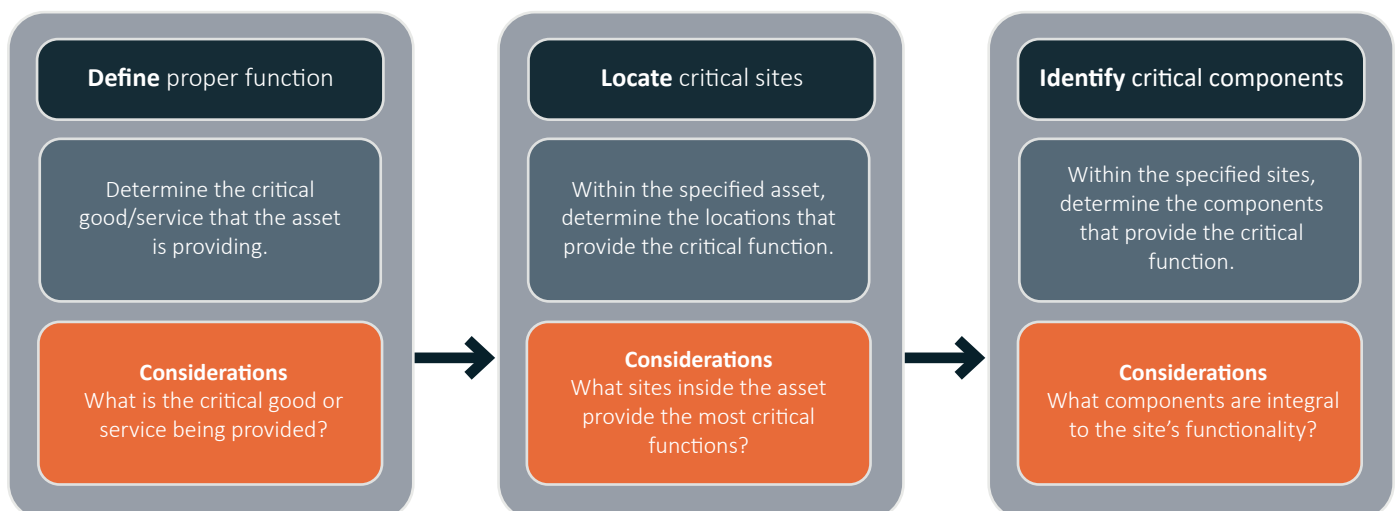 Define proper function
Determine the critical
good/service that the asset
is providing.
Considerations
What is the critical good or
service being provided?
Locate critical sites
Within the specified asset,
determine the locations that
provide the critical function.
Considerations
What sites inside the asset
provide the most critical
functions?
Identify critical components
Within the specified sites,
determine the components
that provide the critical
function.
Considerations
What components are integral
to the site's functionality?